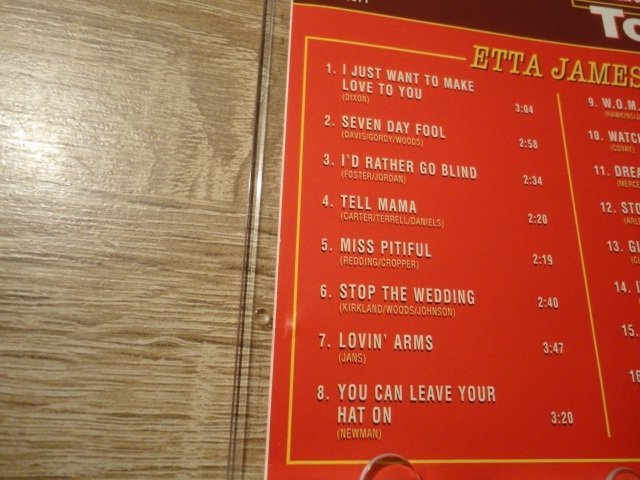 ETTA JAMES
1. I JUST WANT TO MAKE
LOVE TO YOU
(DIXON) 3:04
2. SEVEN DAY FOOL
(DAVIS/GORDY/WOODS) 2:58
3. I'D RATHER GO BLIND
(FOSTER/JORDAN) 2:34
4. TELL MAMA
(CARTER/TERRELL/DANIELS) 2:20
5. MISS PITIFUL
(REDDING/CROPPER) 2:19
6. STOP THE WEDDING
(KIRKLAND/WOODS/JOHNSON) 2:40
7. LOVIN' ARMS
(JANS) 3:47
8. YOU CAN LEAVE YOUR
HAT ON
(NEWMAN) 3:20
9. W.O.M.
10. WATCH
(COVAY)
11. DREA
12. STO
13. GI
14. I
15.
16